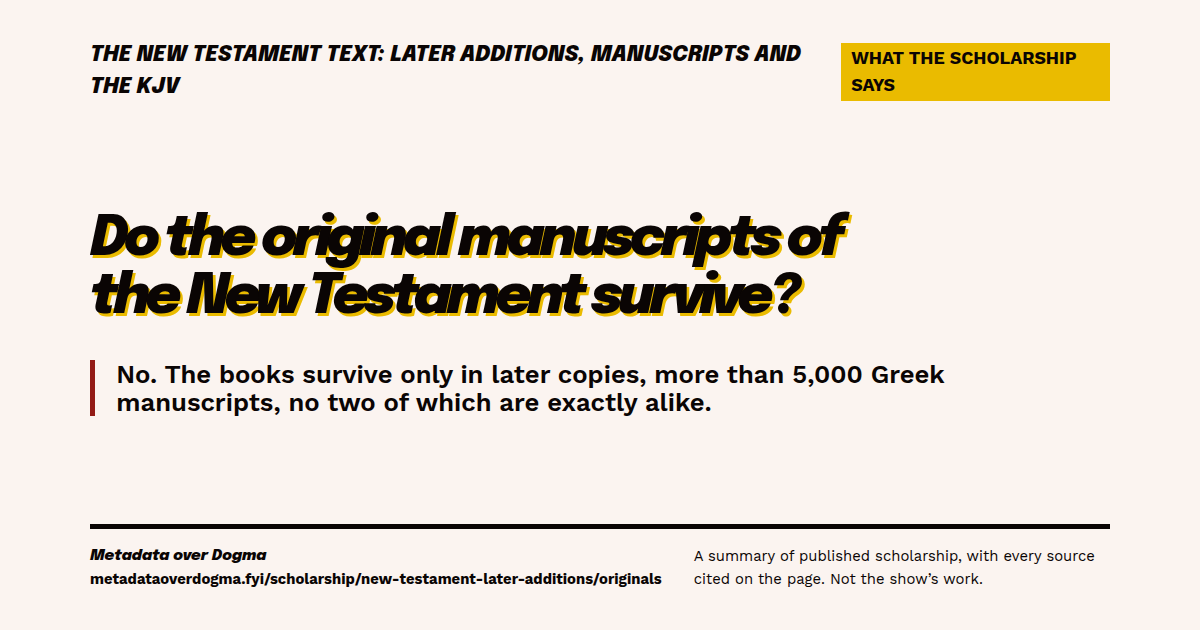 THE NEW TESTAMENT TEXT: LATER ADDITIONS, MANUSCRIPTS AND
THE KJV
WHAT THE SCHOLARSHIP
SAYS
Do the original manuscripts of
the New Testament survive?
No. The books survive only in later copies, more than 5,000 Greek
manuscripts, no two of which are exactly alike.
Metadata over Dogma
metadataoverdogma.fyi/scholarship/new-testament-later-additions/originals
A summary of published scholarship, with every source
cited on the page. Not the show’s work.